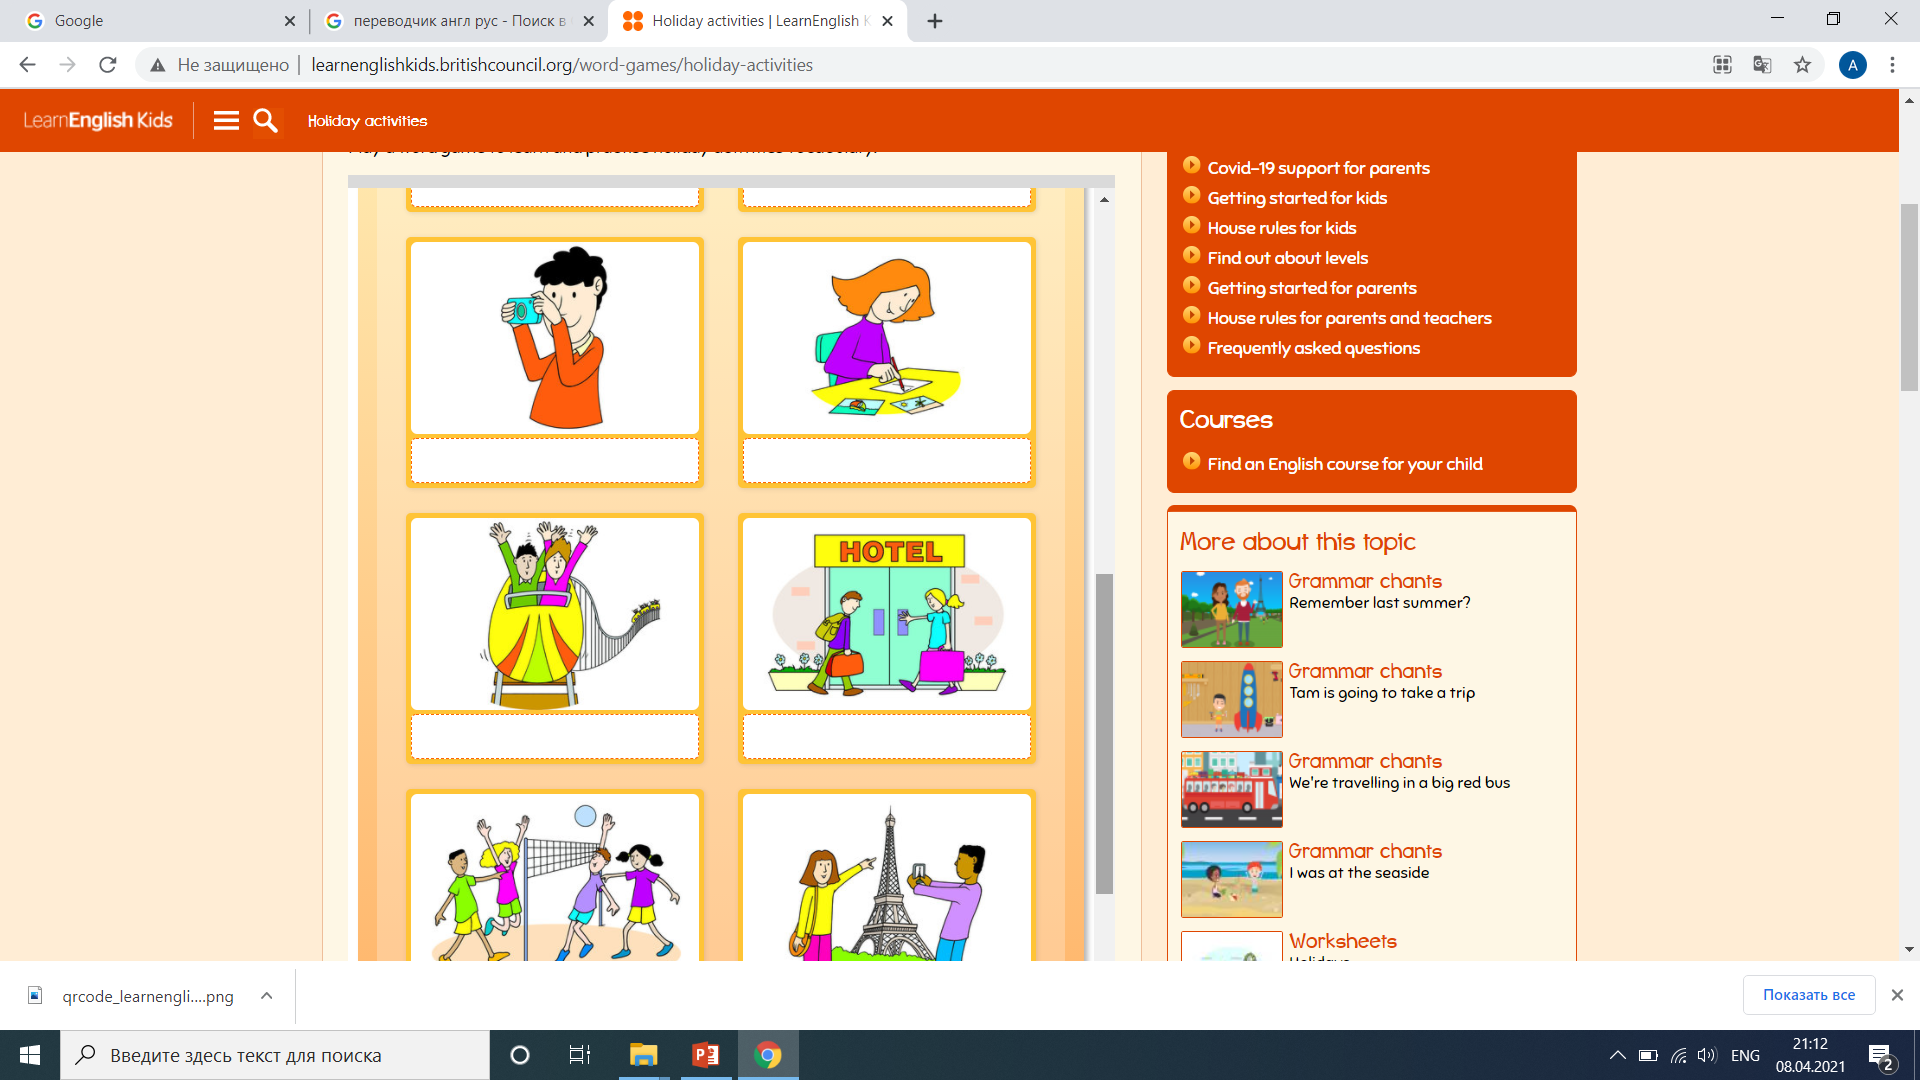 Google
переводчик англ рус - Поиск в
Holiday activities | LearnEnglish K
Не защищено
learnenglishkids.britishcouncil.org/word-games/holiday-activities
A
LearnEnglish Kids
Holiday activities
Covid-19 support for parents
Getting started for kids
House rules for kids
Find out about levels
Getting started for parents
House rules for parents and teachers
Frequently asked questions
HOTEL
Courses
Find an English course for your child
More about this topic
Grammar chants
Remember last summer?
Grammar chants
Tam is going to take a trip
Grammar chants
We're travelling in a big red bus
Grammar chants
I was at the seaside
Worksheets
qrcode_learnengli....png
Показать все
Введите здесь текст для поиска
ENG
21:12
08.04.2021
2